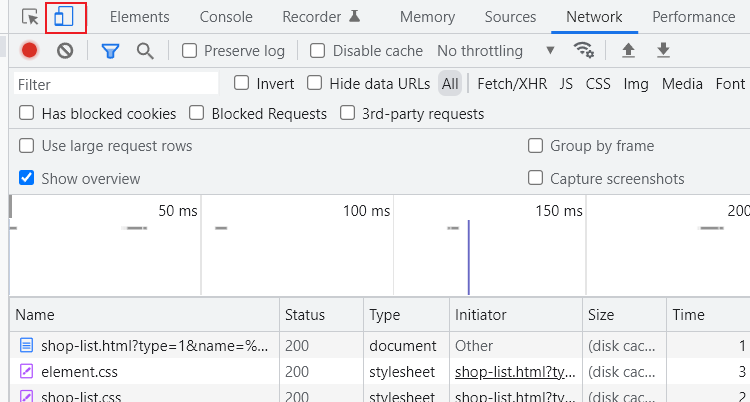 Elements Console Recorder Memory Sources Network Performance
Preserve log Disable cache No throttling
Filter Invert Hide data URLs All Fetch/XHR JS CSS Img Media Font
Has blocked cookies Blocked Requests 3rd-party requests
Use large request rows Group by frame
Show overview Capture screenshots
50 ms 100 ms 150 ms 200
Name Status Type Initiator Size Time
shop-list.html?type=1&name=%... 200 document Other (disk cac... 1
element.css 200 stylesheet shop-list.html?ty... (disk cac... 3
shop-list.css 200 stylesheet shop-list.html?ty... (disk cac... 2